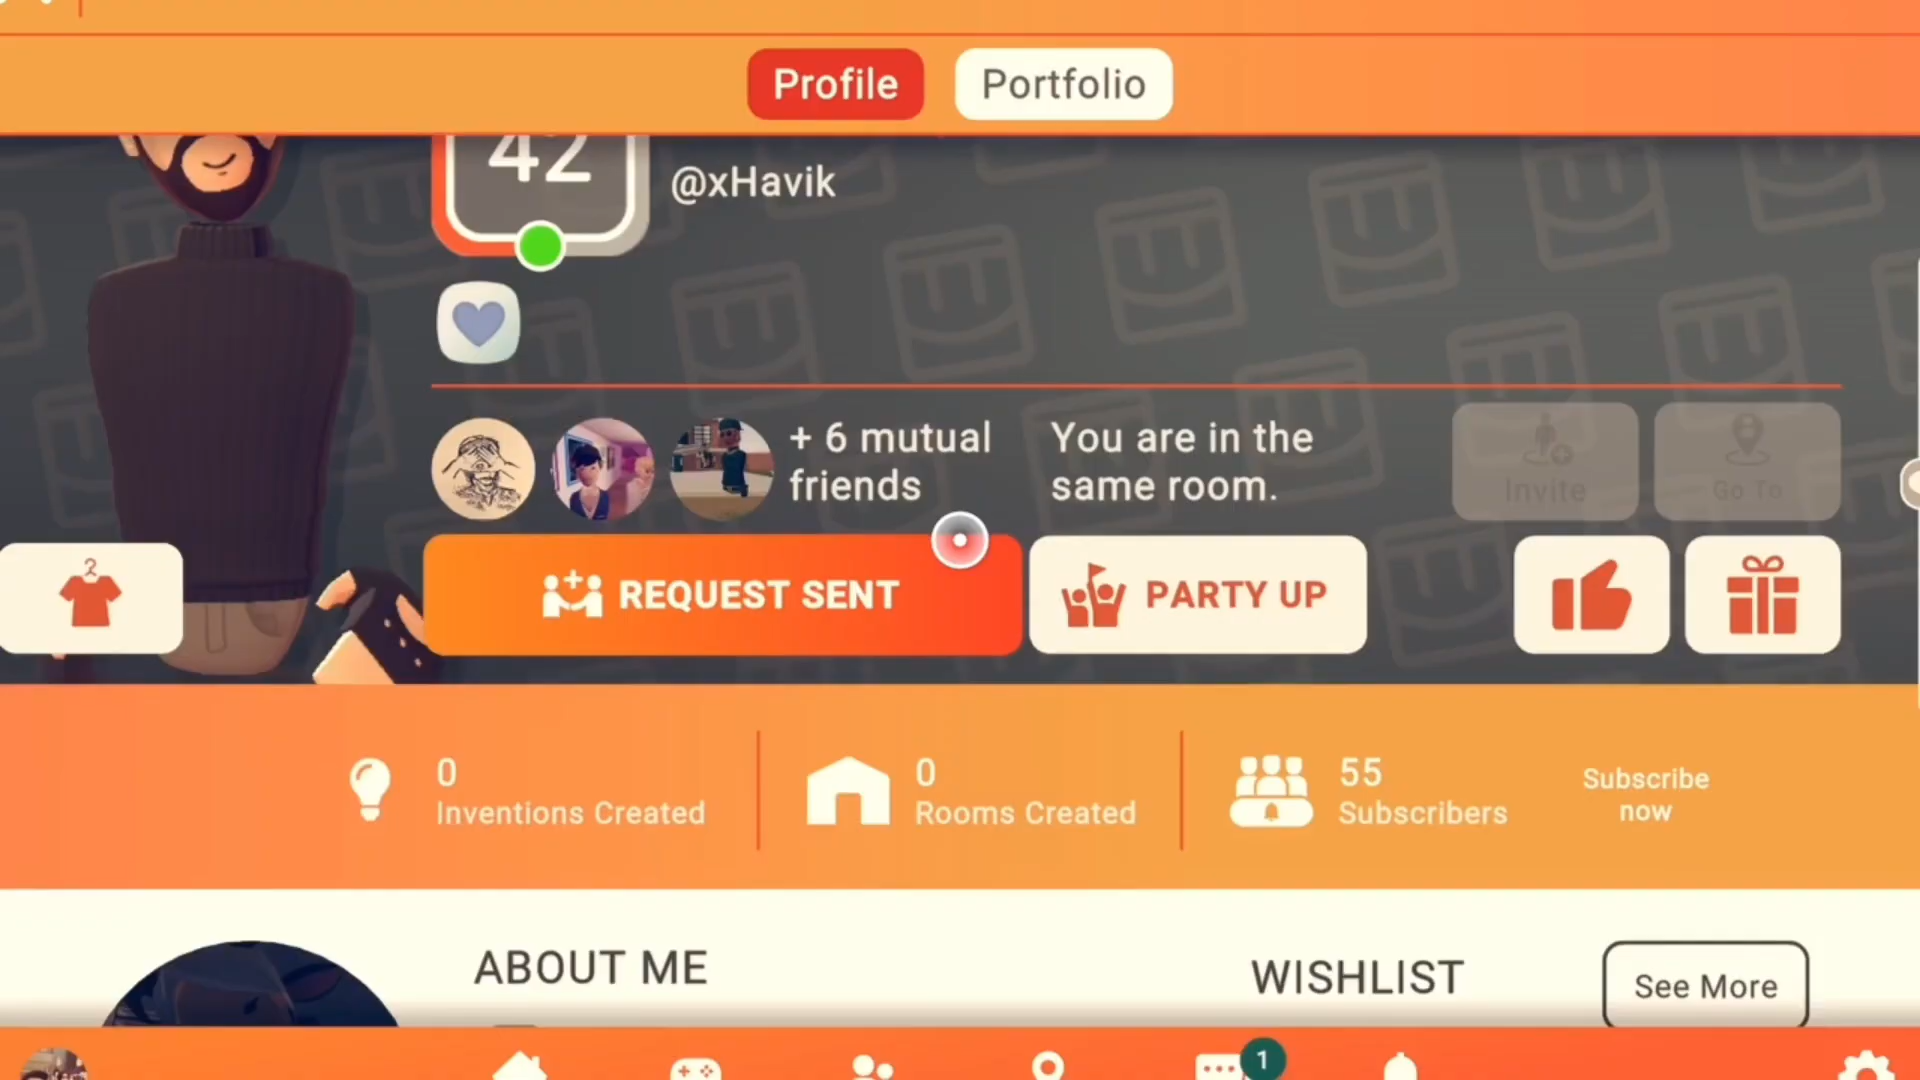 Profile
Portfolio
42
@xHavik
+ 6 mutual
friends
You are in the
same room.
Invite
Go To
REQUEST SENT
PARTY UP
0
Inventions Created
0
Rooms Created
55
Subscribers
Subscribe
now
ABOUT ME
WISHLIST
See More
1